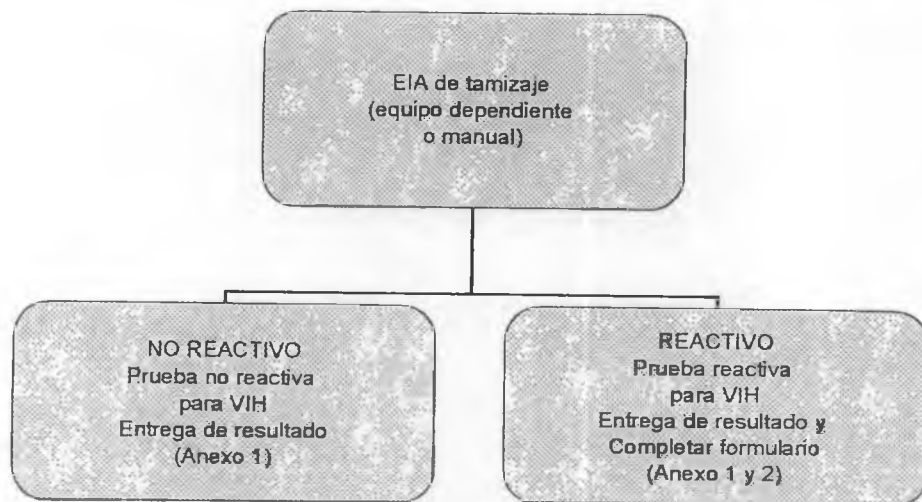 EIA de tamizaje
(equipo dependiente
o manual)
NO REACTIVO
Prueba no reactiva
para VIH
Entrega de resultado
(Anexo 1)
REACTIVO
Prueba reactiva
para VIH
Entrega de resultado y
Completar formulario
(Anexo 1 y 2)